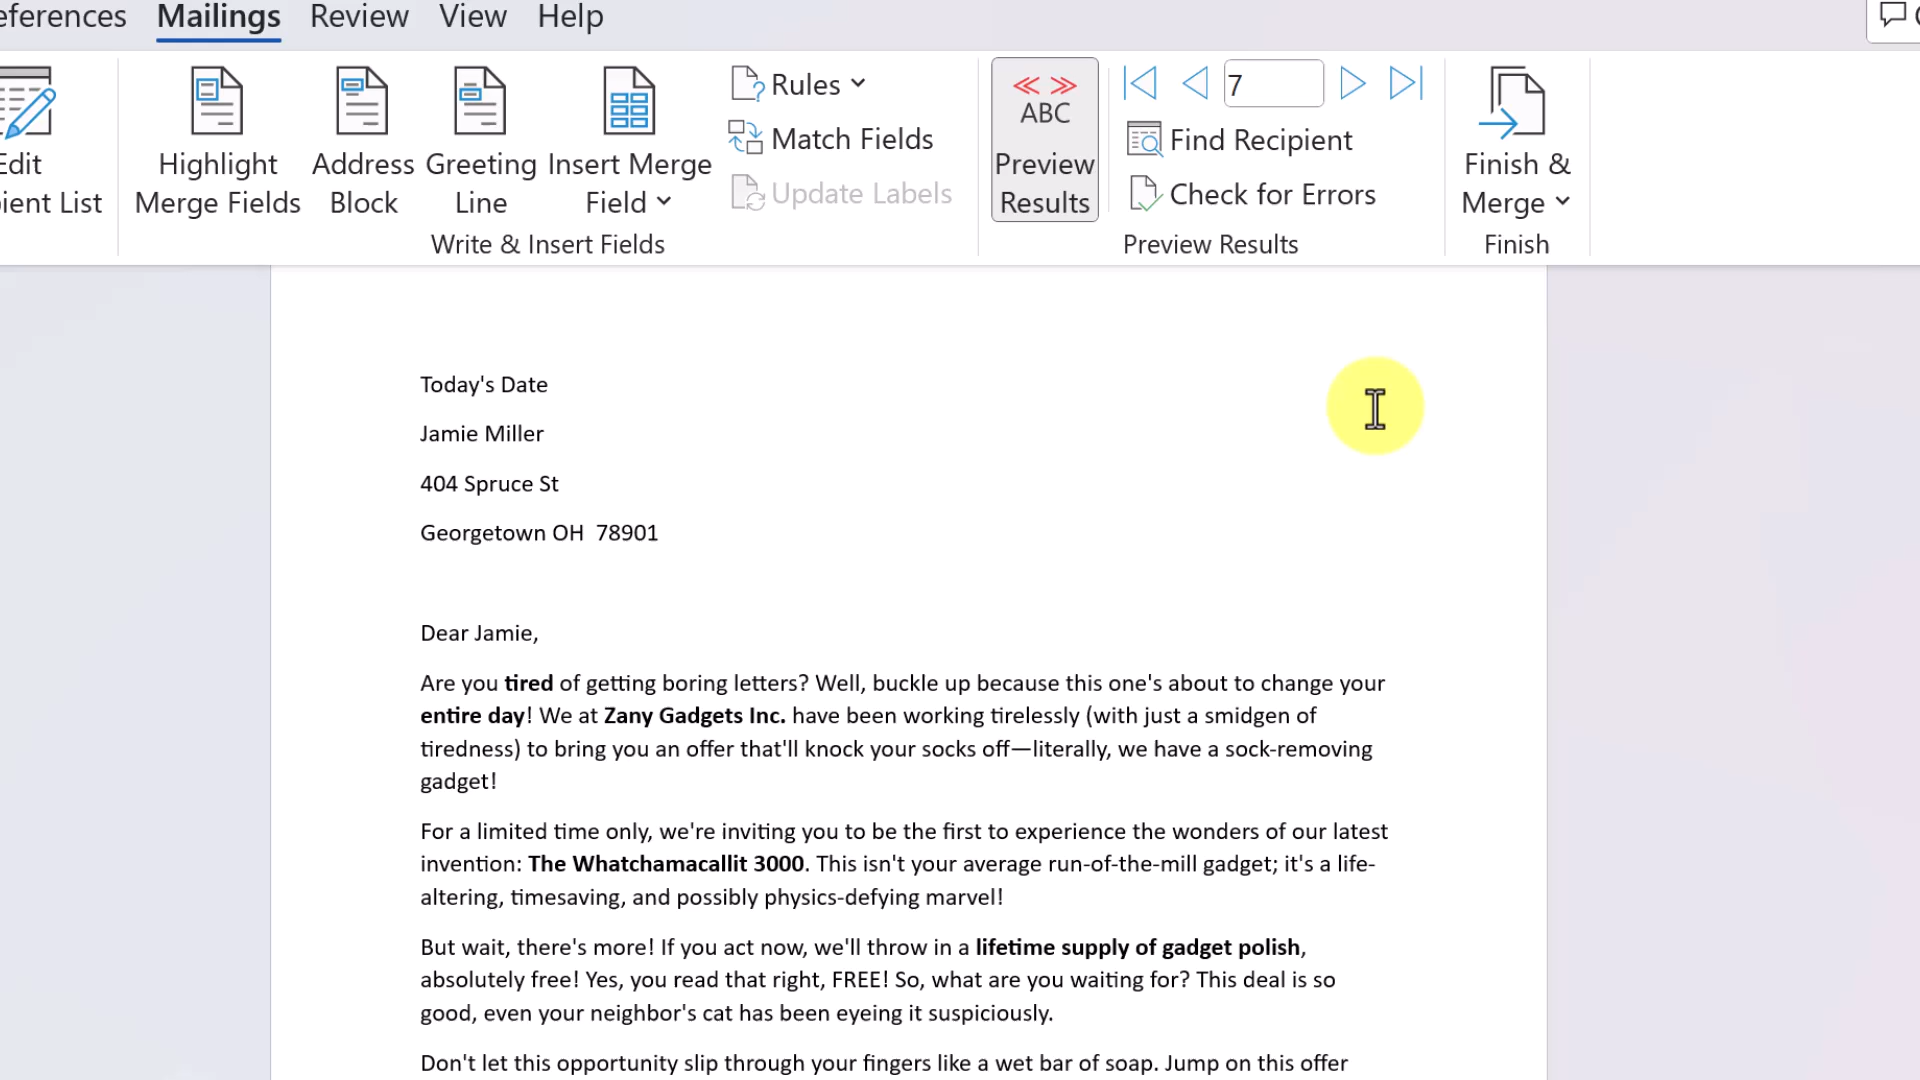 eferences Mailings Review View Help
Edit
ient List
Highlight
Merge Fields
Address
Block
Greeting
Line
Insert Merge
Field
Rules
Match Fields
Update Labels
Write & Insert Fields
ABC
Preview
Results
7
Find Recipient
Check for Errors
Preview Results
Finish &
Merge
Finish
Today's Date
Jamie Miller
404 Spruce St
Georgetown OH  78901
Dear Jamie,
Are you tired of getting boring letters? Well, buckle up because this one's about to change your
entire day! We at Zany Gadgets Inc. have been working tirelessly (with just a smidgen of
tiredness) to bring you an offer that'll knock your socks off—literally, we have a sock-removing
gadget!
For a limited time only, we're inviting you to be the first to experience the wonders of our latest
invention: The Whatchamacallit 3000. This isn't your average run-of-the-mill gadget; it's a life-
altering, timesaving, and possibly physics-defying marvel!
But wait, there's more! If you act now, we'll throw in a lifetime supply of gadget polish,
absolutely free! Yes, you read that right, FREE! So, what are you waiting for? This deal is so
good, even your neighbor's cat has been eyeing it suspiciously.
Don't let this opportunity slip through your fingers like a wet bar of soap. Jump on this offer